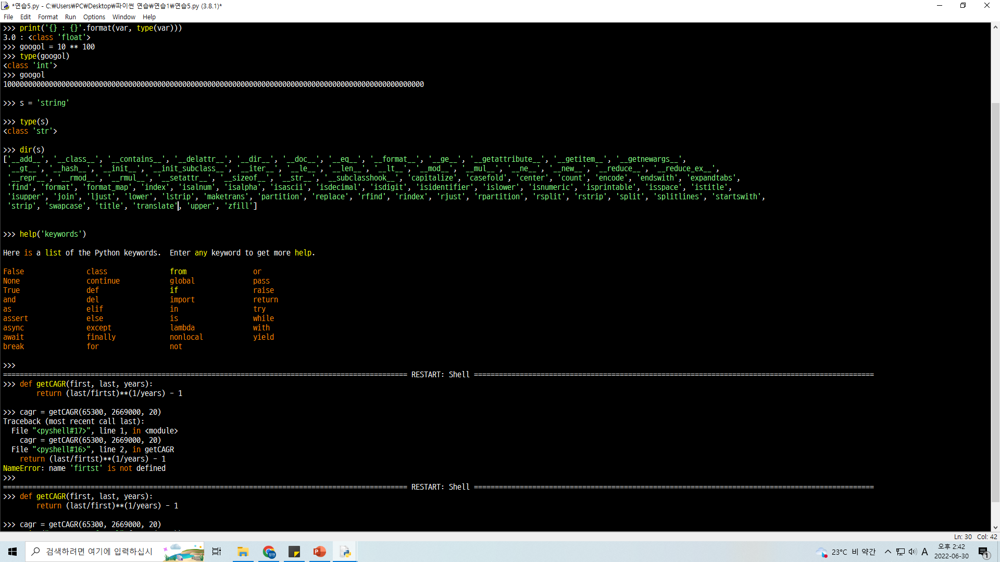 *연습5.py - C:₩Users₩PC₩Desktop₩파이썬 연습₩연습1₩연습5.py (3.8.1)*
File Edit Format Run Options Window Help
>>> print('{} : {}'.format(var, type(var)))
3.0 : <class 'float'>
>>> googol = 10 ** 100
>>> type(googol)
<class 'int'>
>>> googol
10000000000000000000000000000000000000000000000000000000000000000000000000000000000000000000000000000
>>> s = 'string'
>>> type(s)
<class 'str'>
>>> dir(s)
['__add__', '__class__', '__contains__', '__delattr__', '__dir__', '__doc__', '__eq__', '__format__', '__ge__', '__getattribute__', '__getitem__', '__getnewargs__',
'__gt__', '__hash__', '__init__', '__init_subclass__', '__iter__', '__le__', '__len__', '__lt__', '__mod__', '__mul__', '__ne__', '__new__', '__reduce__', '__reduce_ex__',
'__repr__', '__rmod__', '__rmul__', '__setattr__', '__sizeof__', '__str__', '__subclasshook__', 'capitalize', 'casefold', 'center', 'count', 'encode', 'endswith', 'expandtabs',
'find', 'format', 'format_map', 'index', 'isalnum', 'isalpha', 'isascii', 'isdecimal', 'isdigit', 'isidentifier', 'islower', 'isnumeric', 'isprintable', 'isspace', 'istitle',
'isupper', 'join', 'ljust', 'lower', 'lstrip', 'maketrans', 'partition', 'replace', 'rfind', 'rindex', 'rjust', 'rpartition', 'rsplit', 'rstrip', 'split', 'splitlines', 'startswith',
'strip', 'swapcase', 'title', 'translate', 'upper', 'zfill']
>>> help('keywords')
Here is a list of the Python keywords.  Enter any keyword to get more help.
False class from or
None continue global pass
True def if raise
and del import return
as elif in try
assert else is while
async except lambda with
await finally nonlocal yield
break for not
>>>
================================================================================================= RESTART: Shell ================================================================================================
>>> def getCAGR(first, last, years):
return (last/firtst)**(1/years) - 1
>>> cagr = getCAGR(65300, 2669000, 20)
Traceback (most recent call last):
File "<pyshell#17>", line 1, in <module>
cagr = getCAGR(65300, 2669000, 20)
File "<pyshell#16>", line 2, in getCAGR
return (last/firtst)**(1/years) - 1
NameError: name 'firtst' is not defined
>>>
================================================================================================= RESTART: Shell ================================================================================================
>>> def getCAGR(first, last, years):
return (last/first)**(1/years) - 1
>>> cagr = getCAGR(65300, 2669000, 20)
Ln: 30 Col: 42
검색하려면 여기에 입력하십시
23°C 비 약간 A 오후 2:42
2022-06-30
1